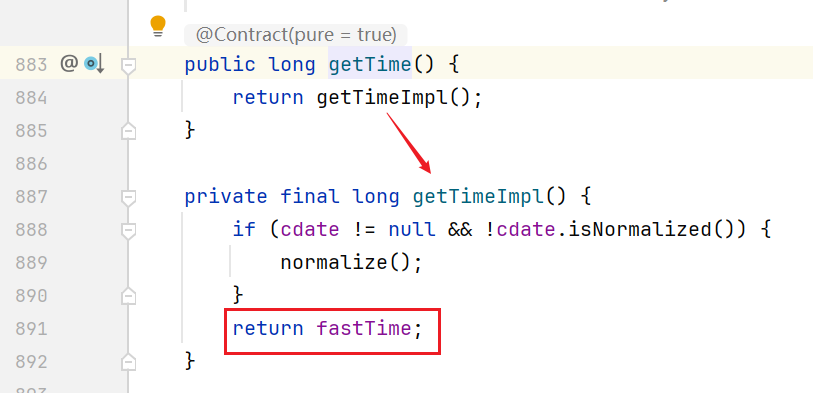 @Contract(pure = true)
883 @ public long getTime() {
884 return getTimeImpl();
885 }
886
887 private final long getTimeImpl() {
888 if (cdate != null && !cdate.isNormalized()) {
889 normalize();
890 }
891 return fastTime;
892 }